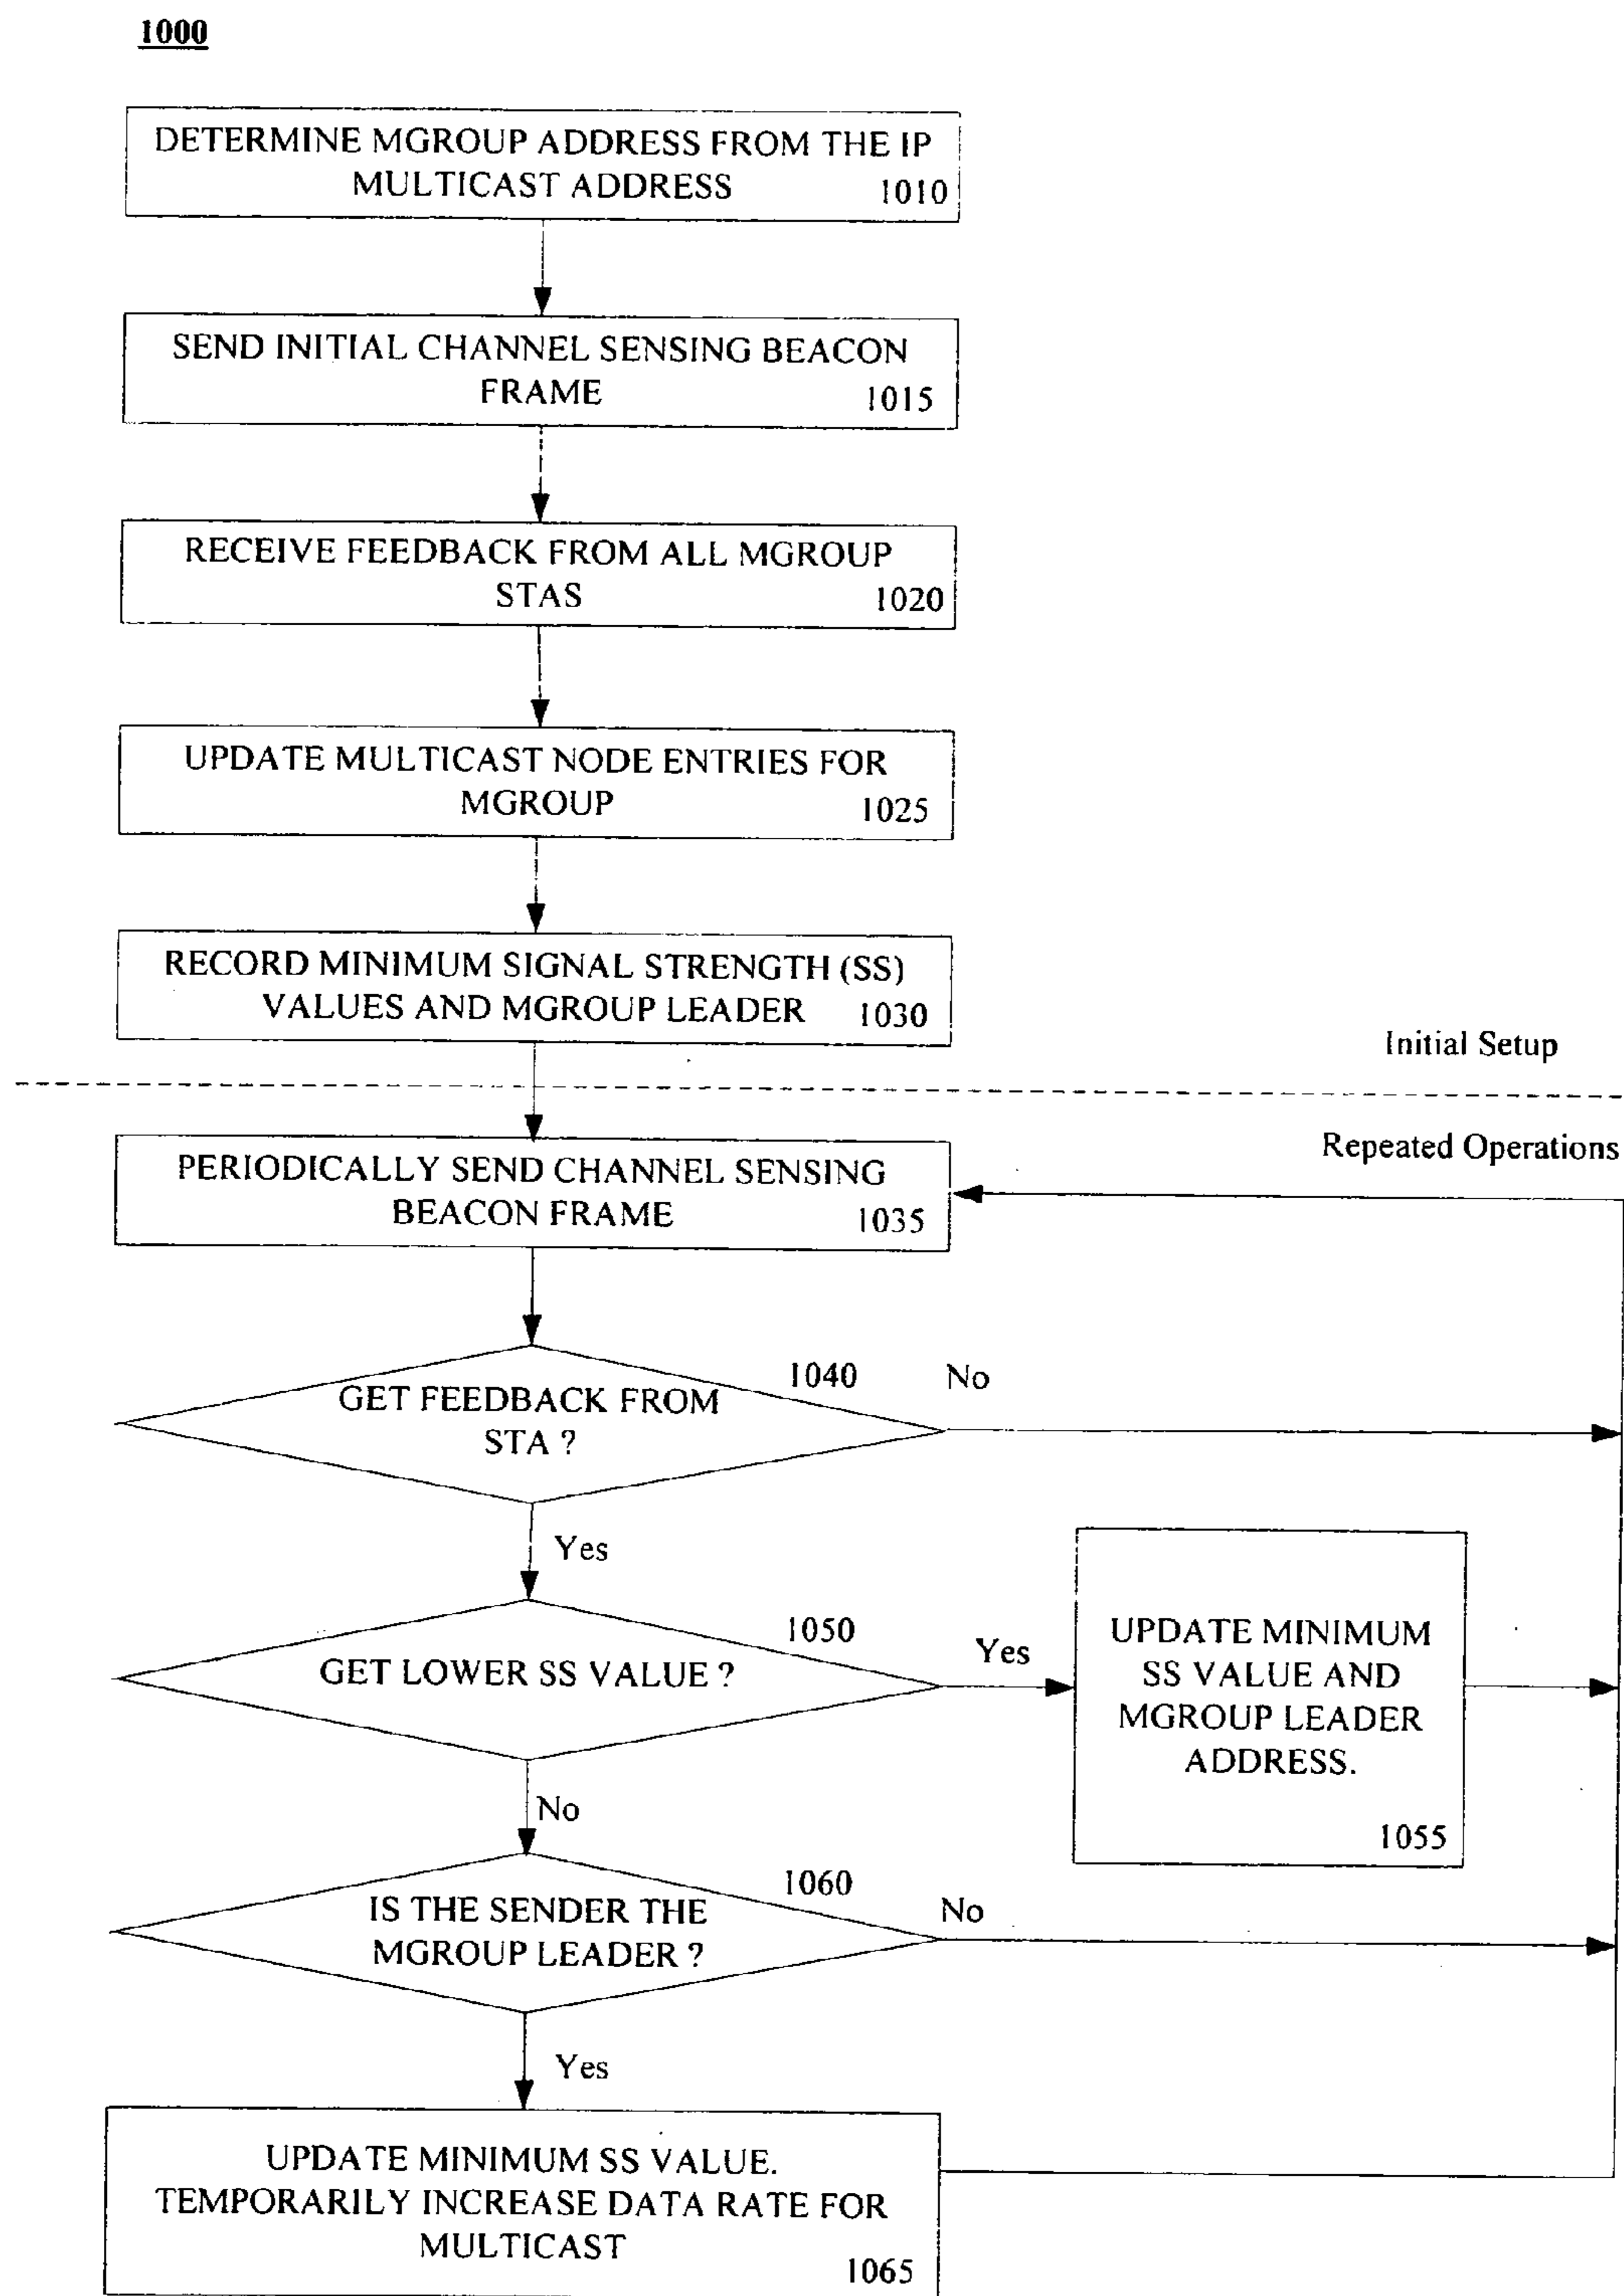 1000
DETERMINE MGROUP ADDRESS FROM THE IP
MULTICAST ADDRESS
1010
SEND INITIAL CHANNEL SENSING BEACON
FRAME
1015
RECEIVE FEEDBACK FROM ALL MGROUP
STAS
1020
UPDATE MULTICAST NODE ENTRIES FOR
MGROUP
1025
RECORD MINIMUM SIGNAL STRENGTH (SS)
VALUES AND MGROUP LEADER
1030
Initial Setup
Repeated Operations
PERIODICALLY SEND CHANNEL SENSING
BEACON FRAME
1035
1040
No
GET FEEDBACK FROM
STA ?
Yes
1050
Yes
GET LOWER SS VALUE ?
UPDATE MINIMUM
SS VALUE AND
MGROUP LEADER
ADDRESS.
1055
No
1060
No
IS THE SENDER THE
MGROUP LEADER ?
Yes
UPDATE MINIMUM SS VALUE.
TEMPORARILY INCREASE DATA RATE FOR
MULTICAST
1065